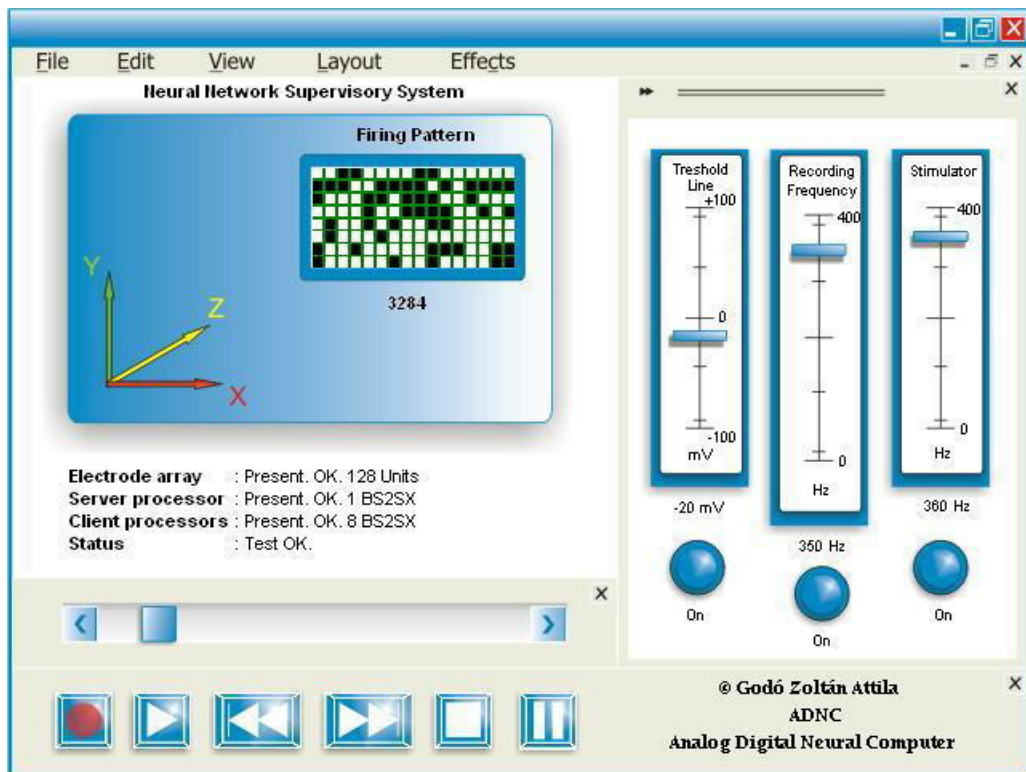 File Edit View Layout Effects
Neural Network Supervisory System
Firing Pattern
3284
Y
Z
X
Electrode array : Present. OK. 128 Units
Server processor : Present. OK. 1 BS2SX
Client processors : Present. OK. 8 BS2SX
Status : Test OK.
Treshold
Line
+100
0
-100
mV
-20 mV
On
Recording
Frequency
400
0
Hz
350 Hz
On
Stimulator
400
0
Hz
360 Hz
On
© Godó Zoltán Attila
ADNC
Analog Digital Neural Computer